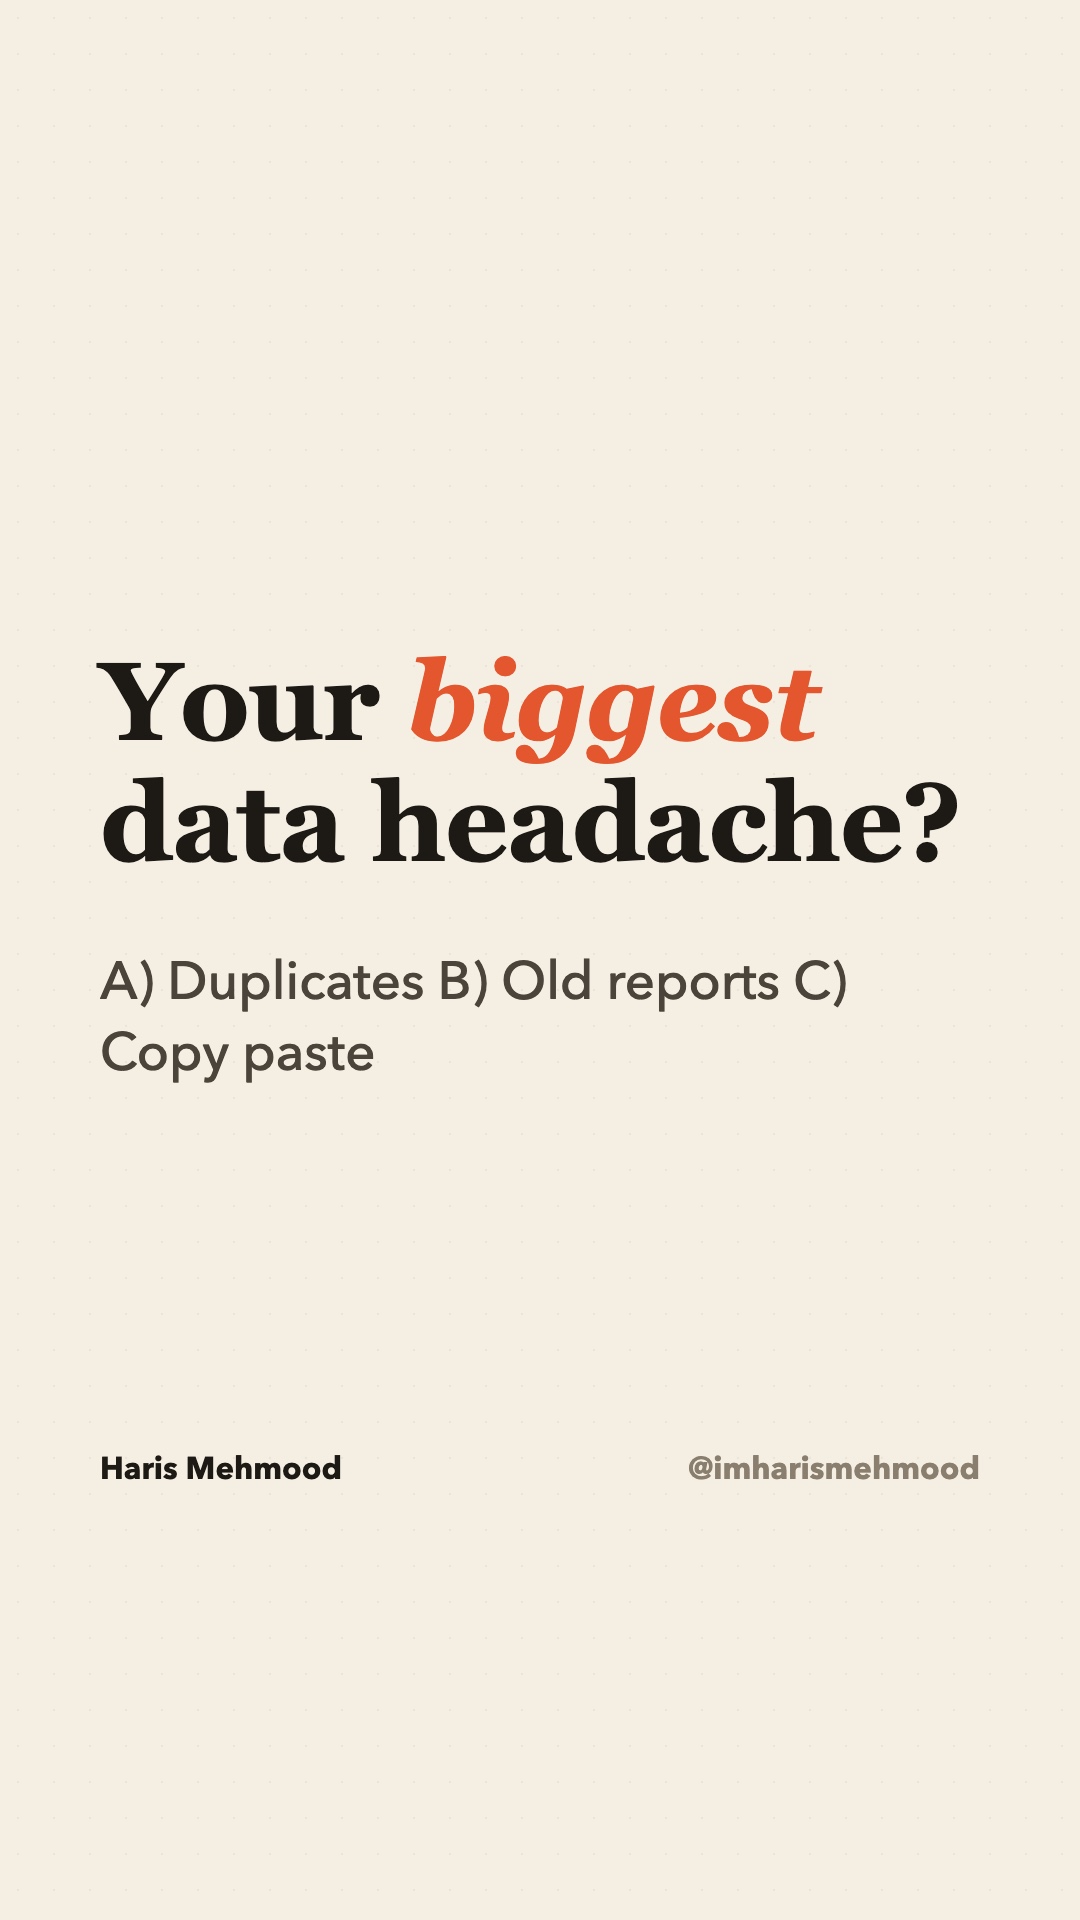 Your biggest
data headache?
A) Duplicates B) Old reports C)
Copy paste
Haris Mehmood
@imharismehmood